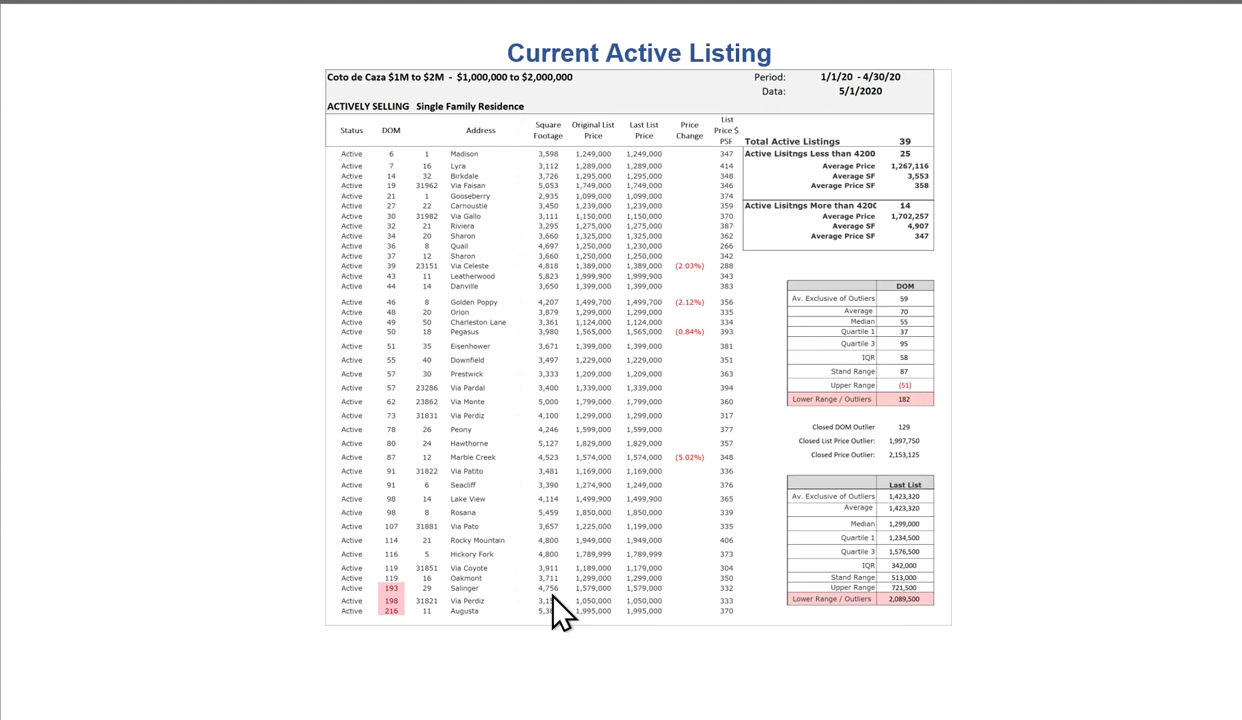 Current Active Listing
Coto de Caza $1M to $2M - $1,000,000 to $2,000,000 Period: 1/1/20 - 4/30/20
Data: 5/1/2020
ACTIVELY SELLING Single Family Residence
Status DOM Address Square Footage Original List Price Last List Price Price Change List Price $ PSF
Active 6 1 Madison 3,598 1,249,000 1,249,000 347
Active 7 16 Lyra 3,112 1,289,000 1,289,000 414
Active 14 32 Birkdale 3,726 1,295,000 1,295,000 348
Active 19 31962 Via Faisan 5,053 1,749,000 1,749,000 346
Active 21 1 Gooseberry 2,935 1,099,000 1,099,000 374
Active 27 22 Carnoustie 3,450 1,239,000 1,239,000 359
Active 30 31982 Via Gallo 3,111 1,150,000 1,150,000 370
Active 32 21 Riviera 3,295 1,275,000 1,275,000 387
Active 34 20 Sharon 3,660 1,325,000 1,325,000 362
Active 36 8 Quail 4,697 1,250,000 1,230,000 266
Active 37 12 Sharon 3,660 1,250,000 1,250,000 342
Active 39 23151 Via Celeste 4,818 1,389,000 1,389,000 (2.03%) 288
Active 43 11 Leatherwood 5,823 1,999,900 1,999,900 343
Active 44 14 Danville 3,650 1,399,000 1,399,000 383
Active 46 8 Golden Poppy 4,207 1,499,700 1,499,700 (2.12%) 356
Active 48 20 Orion 3,879 1,299,000 1,299,000 335
Active 49 50 Charleston Lane 3,361 1,124,000 1,124,000 334
Active 50 18 Pegasus 3,980 1,565,000 1,565,000 (0.84%) 393
Active 51 35 Eisenhower 3,671 1,399,000 1,399,000 381
Active 55 40 Downfield 3,497 1,229,000 1,229,000 351
Active 57 30 Prestwick 3,333 1,209,000 1,209,000 363
Active 57 23286 Via Pardal 3,400 1,339,000 1,339,000 394
Active 62 23862 Via Monte 5,000 1,799,000 1,799,000 360
Active 73 31831 Via Perdiz 4,100 1,299,000 1,299,000 317
Active 78 26 Peony 4,246 1,599,000 1,599,000 377
Active 80 24 Hawthorne 5,127 1,829,000 1,829,000 357
Active 87 12 Marble Creek 4,523 1,574,000 1,574,000 (5.02%) 348
Active 91 31822 Via Patito 3,481 1,169,000 1,169,000 336
Active 91 6 Seacliff 3,390 1,274,900 1,249,000 376
Active 98 14 Lake View 4,114 1,499,900 1,499,900 365
Active 98 8 Rosana 5,459 1,850,000 1,850,000 339
Active 107 31881 Via Pato 3,657 1,225,000 1,199,000 335
Active 114 21 Rocky Mountain 4,800 1,949,000 1,949,000 406
Active 116 5 Hickory Fork 4,800 1,789,999 1,789,999 373
Active 119 31851 Via Coyote 3,911 1,189,000 1,179,000 304
Active 119 16 Oakmont 3,711 1,299,000 1,299,000 350
Active 193 29 Salinger 4,756 1,579,000 1,579,000 332
Active 198 31821 Via Perdiz 1,050,000 1,050,000 333
Active 216 11 Augusta 1,995,000 1,995,000 370
Total Active Listings 39
Active Lisitngs Less than 4200 25
Average Price 1,267,116
Average SF 3,553
Average Price SF 358
Active Lisitngs More than 420 14
Average Price 1,702,257
Average SF 4,907
Average Price SF 347
DOM
Av. Exclusive of Outliers 59
Average 70
Median 55
Quartile 1 37
Quartile 3 95
IQR 58
Stand Range 87
Upper Range (51)
Lower Range / Outliers 182
Closed DOM Outlier 129
Closed List Price Outlier: 1,997,750
Closed Price Outlier: 2,153,125
Last List
Av. Exclusive of Outliers 1,423,320
Average 1,423,320
Median 1,299,000
Quartile 1 1,234,500
Quartile 3 1,576,500
IQR 342,000
Stand Range 513,000
Upper Range 721,500
Lower Range / Outliers 2,089,500